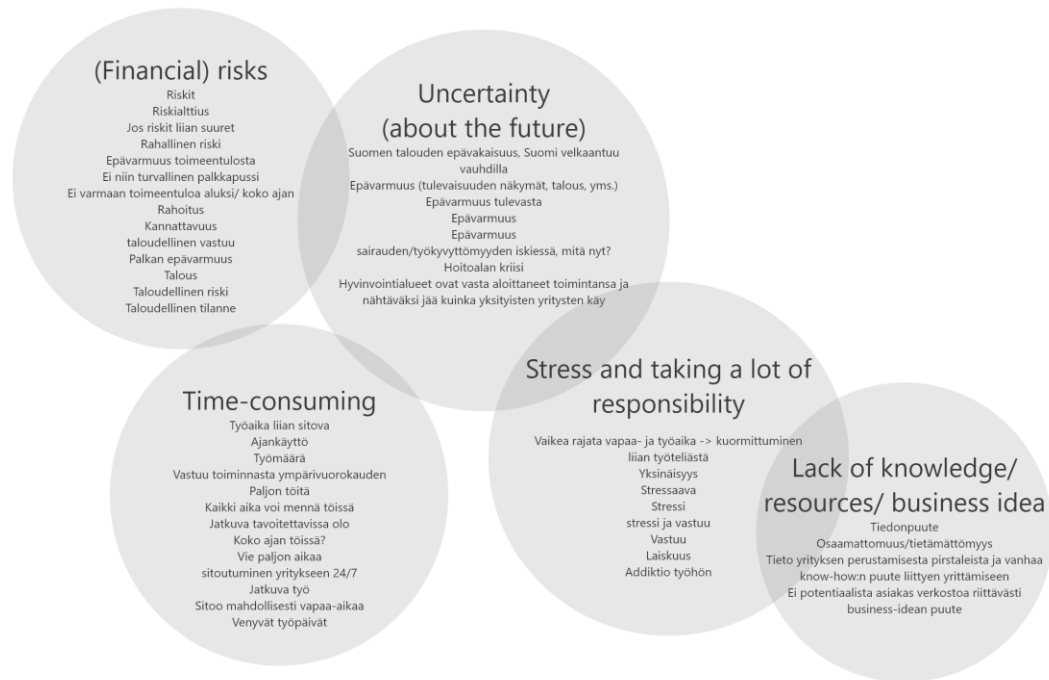 (Financial) risks
Riskit
Riskialttius
Jos riskit liian suuret
Rahallinen riski
Epävarmuus toimeentulosta
Ei niin turvallinen palkkapussi
Ei varmaan toimeentuloa aluksi/ koko ajan
Rahoitus
Kannattavuus
taloudellinen vastuu
Palkan epävarmuus
Talous
Taloudellinen riski
Taloudellinen tilanne
Uncertainty
(about the future)
Suomen talouden epävakaisuus, Suomi velkaantuu
vauhdilla
Epävarmuus (tulevaisuuden näkymät, talous, yms.)
Epävarmuus tulevasta
Epävarmuus
Epävarmuus
sairauden/työkyvyttömyyden iskiessä, mitä nyt?
Hoitoalan kriisi
Hyvinvointialueet ovat vasta aloittaneet toimintansa ja
nähtäväksi jää kuinka yksityisten yritysten käy
Time-consuming
Työaika liian sitova
Ajankäyttö
Työmäärä
Vastuu toiminnasta ympärivuorokauden
Paljon töitä
Kaikki aika voi mennä töissä
Jatkuva tavoitettavissa olo
Koko ajan töissä?
Vie paljon aikaa
sitoutuminen yritykseen 24/7
Jatkuva työ
Sitoo mahdollisesti vapaa-aikaa
Venyvät työpäivät
Stress and taking a lot of
responsibility
Vaikea rajata vapaa- ja työaika -> kuormittuminen
liian työteliästä
Yksinäisyys
Stressaava
Stressi
stressi ja vastuu
Vastuu
Laiskuus
Addiktio työhön
Lack of knowledge/
resources/ business idea
Tiedonpuute
Osaamattomuus/tietämättömyys
Tieto yrityksen perustamisesta pirstaleista ja vanhaa
know-how:n puute liittyen yrittämiseen
Ei potentiaalista asiakas verkostoa riittävästi
business-idean puute